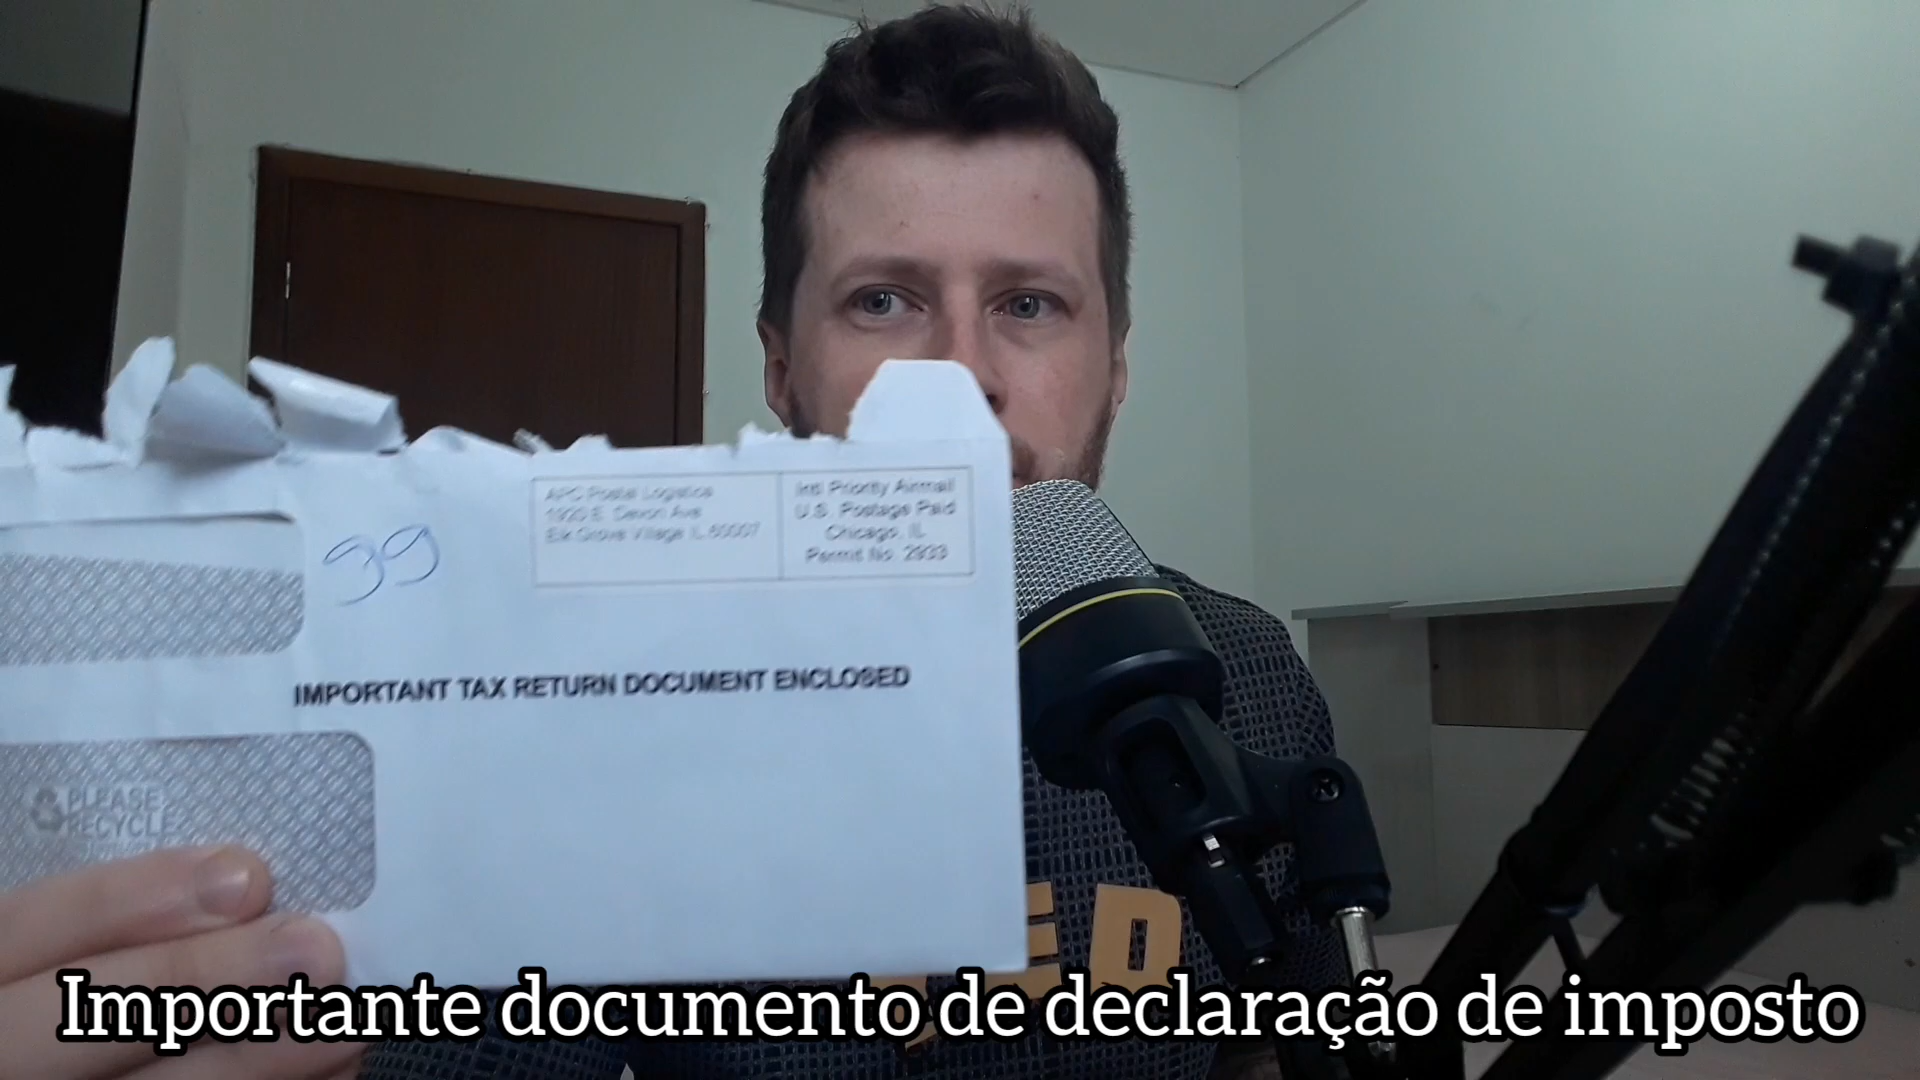 APC Postal Logistics
1920 E. Devon Ave
Elk Grove Village IL 60007
Intl Priority Airmail
U.S. Postage Paid
Chicago, IL
Permit No. 2933
99
IMPORTANT TAX RETURN DOCUMENT ENCLOSED
PLEASE
RECYCLE
Importante documento de declaração de imposto